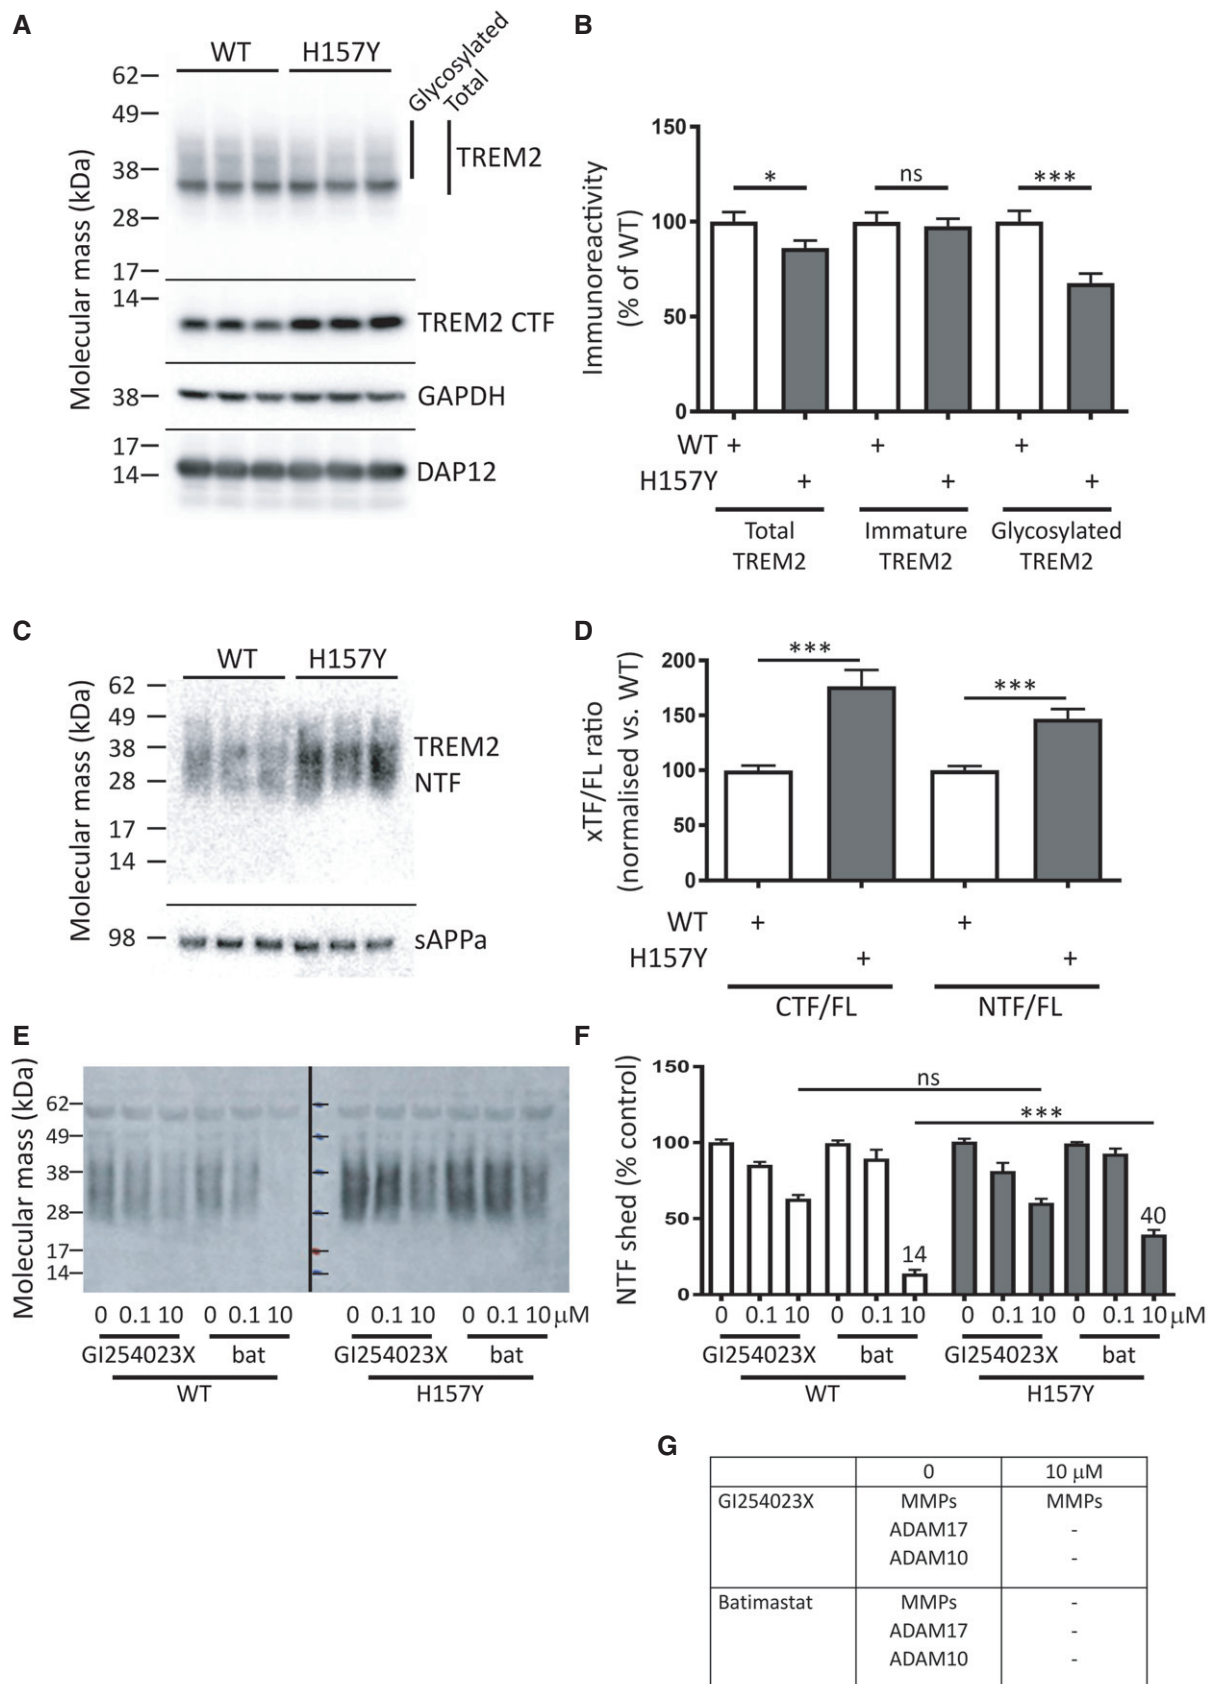 A
WT H157Y
Glycosylated
Total
Molecular mass (kDa)
62
49
38
28
17
14
38
17
14
TREM2
TREM2 CTF
GAPDH
DAP12
B
Immunoreactivity
(% of WT)
150
100
50
0
* ns ***
WT + + +
H157Y + + +
Total Immature Glycosylated
TREM2 TREM2 TREM2
C
WT H157Y
Molecular mass (kDa)
62
49
38
28
17
14
98
TREM2
NTF
sAPPa
D
xTF/FL ratio
(normalised vs. WT)
200
150
100
50
0
*** ***
WT + +
H157Y + +
CTF/FL NTF/FL
E
Molecular mass (kDa)
62
49
38
28
17
14
0 0.1 10 0 0.1 10 0 0.1 10 0 0.1 10 μM
GI254023X bat GI254023X bat
WT H157Y
F
NTF shed (% control)
150
100
50
0
ns
***
14
40
0 0.1 10 0 0.1 10 0 0.1 10 0 0.1 10 μM
GI254023X bat GI254023X bat
WT H157Y
G
0 10 μM
GI254023X MMPs MMPs
ADAM17 -
ADAM10 -
Batimastat MMPs -
ADAM17 -
ADAM10 -